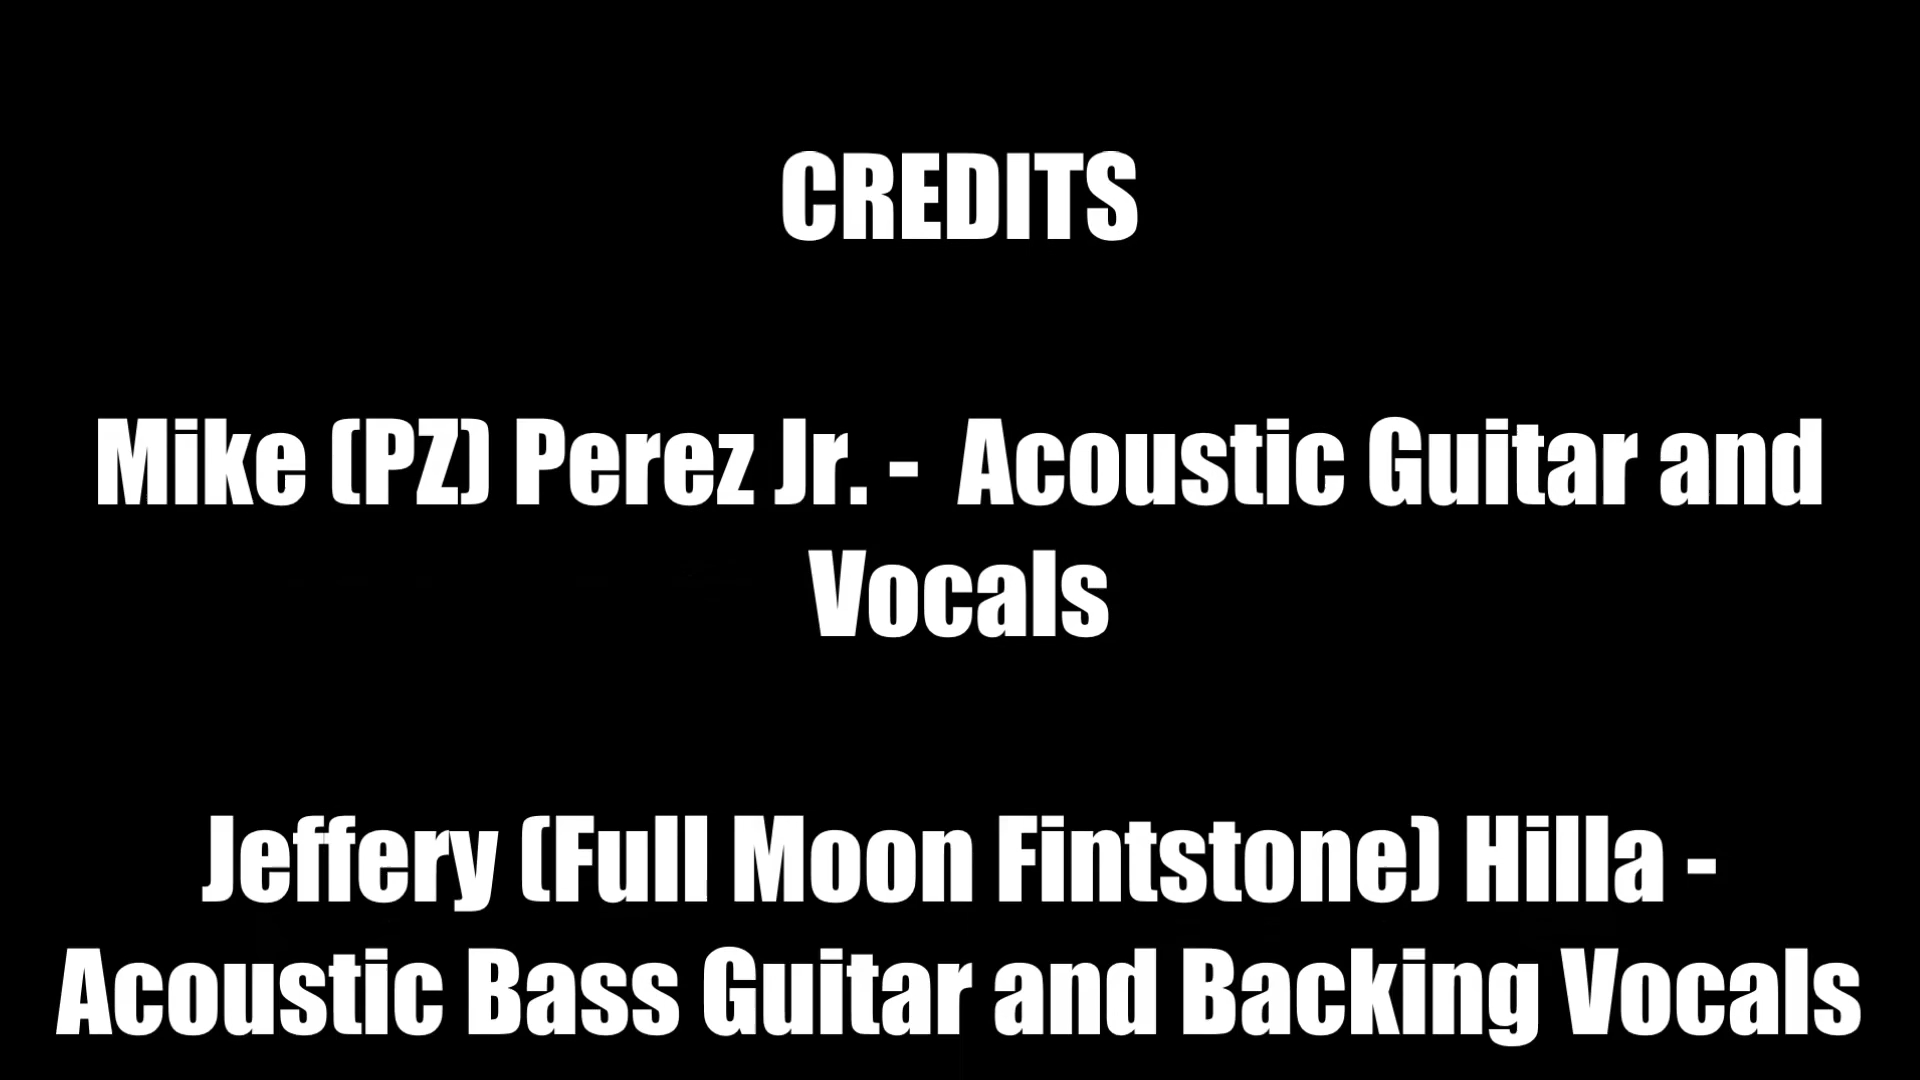 CREDITS
Mike (PZ) Perez Jr. -  Acoustic Guitar and
Vocals
Jeffery (Full Moon Fintstone) Hilla -
Acoustic Bass Guitar and Backing Vocals